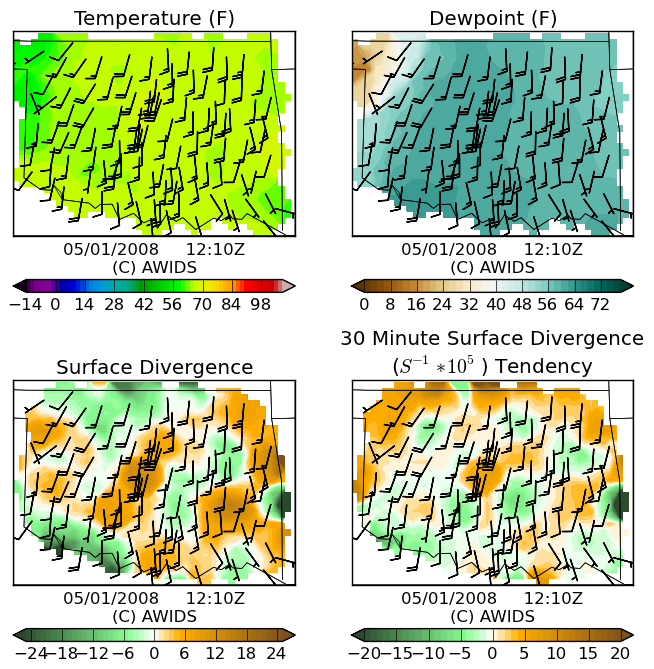 Temperature (F)
Dewpoint (F)
05/01/2008 12:10Z
(C) AWIDS
05/01/2008 12:10Z
(C) AWIDS
−14 0 14 28 42 56 70 84 98
0 8 16 24 32 40 48 56 64 72
Surface Divergence
30 Minute Surface Divergence
(S⁻¹ *10⁵ ) Tendency
05/01/2008 12:10Z
(C) AWIDS
05/01/2008 12:10Z
(C) AWIDS
−24 −18 −12 −6 0 6 12 18 24
−20 −15 −10 −5 0 5 10 15 20